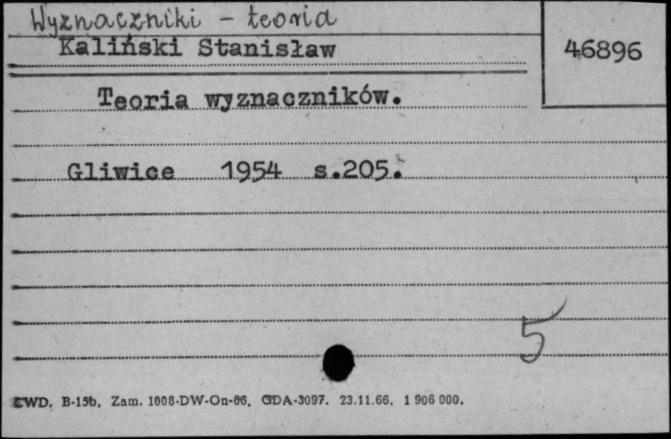 Wyznaczniki - teoria
Kaliński Stanisław
46896
Teoria wyznaczników.
Gliwice 1954 s.205.
5
CWD. B-15b. Zam. 1008-DW-On-66. GDA-3097. 23.11.66. 1 906 000.